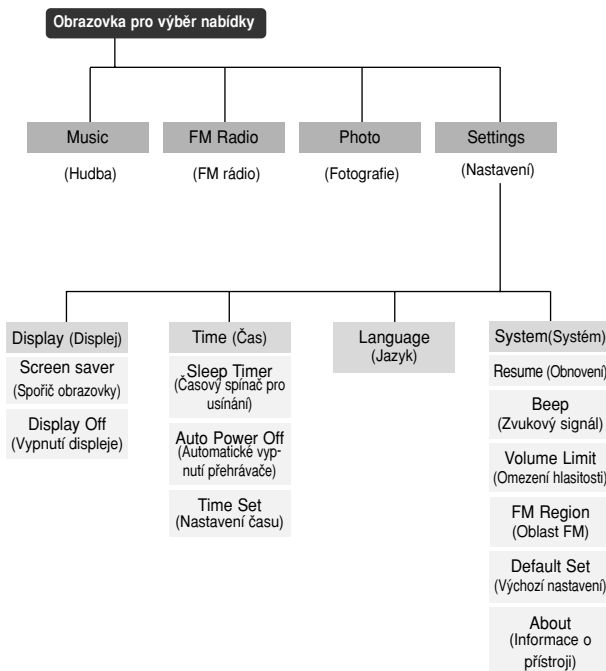 Obrazovka pro výběr nabídky
Music
(Hudba)
FM Radio
(FM rádio)
Photo
(Fotografie)
Settings
(Nastavení)
Display (Displej)
Screen saver
(Spořič obrazovky)
Display Off
(Vypnutí displeje)
Time (Čas)
Sleep Timer
(Časový spínač pro
usínání)
Auto Power Off
(Automatické vyp-
nutí přehrávače)
Time Set
(Nastavení času)
Language
(Jazyk)
System(Systém)
Resume (Obnovení)
Beep
(Zvukový signál)
Volume Limit
(Omezení hlasitosti)
FM Region
(Oblast FM)
Default Set
(Výchozí nastavení)
About
(Informace o
přístroji)